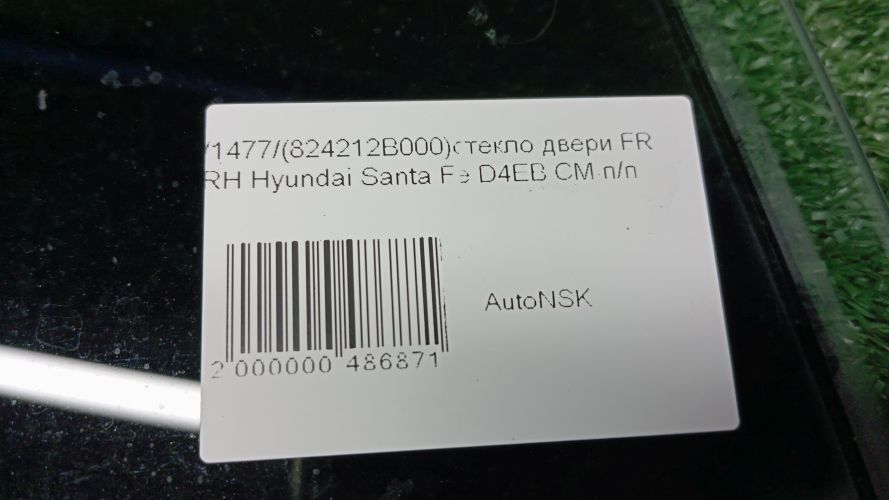 /1477/(824212B000)стекло двери FR
RH Hyundai Santa Fe D4EB CM п/п
AutoNSK
2 000000 486871